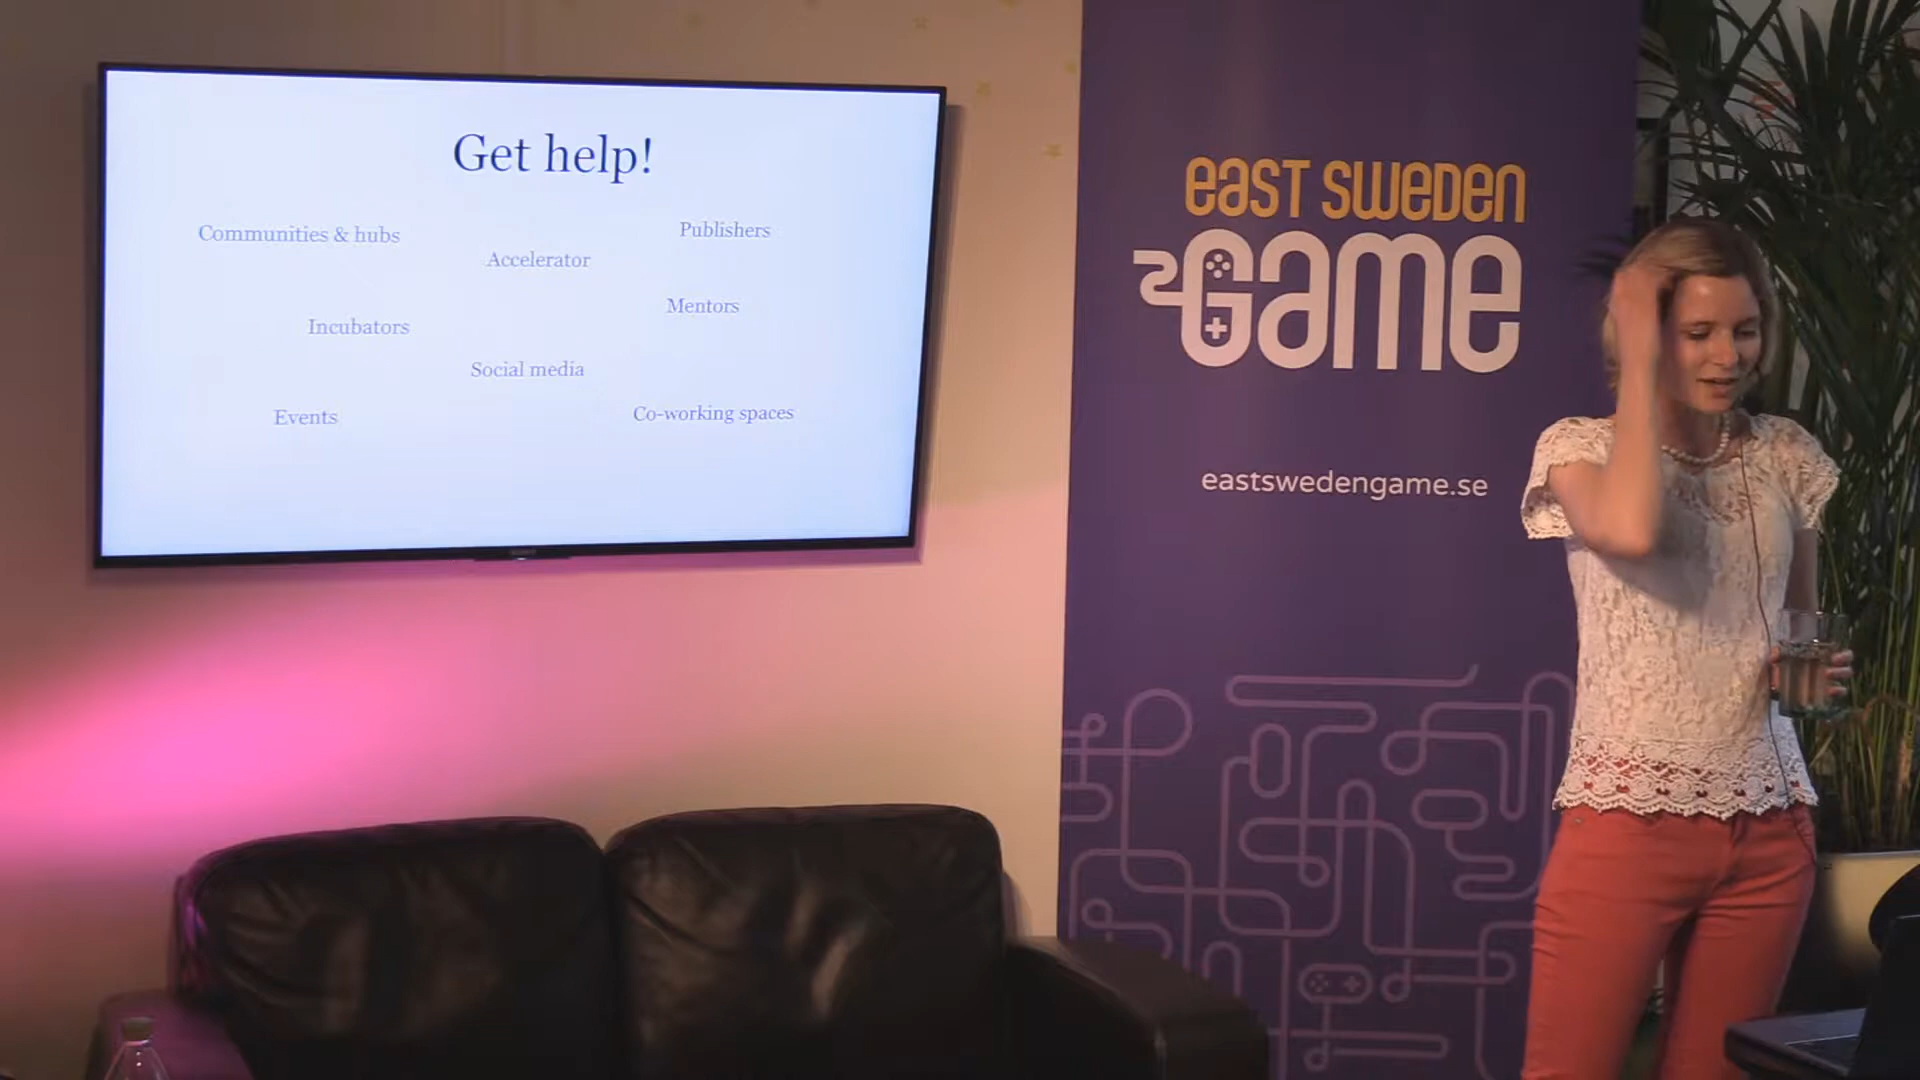 Get help!
Communities & hubs
Publishers
Accelerator
Mentors
Incubators
Social media
Events
Co-working spaces
EAST SWEDEN
GAME
eastswedengame.se